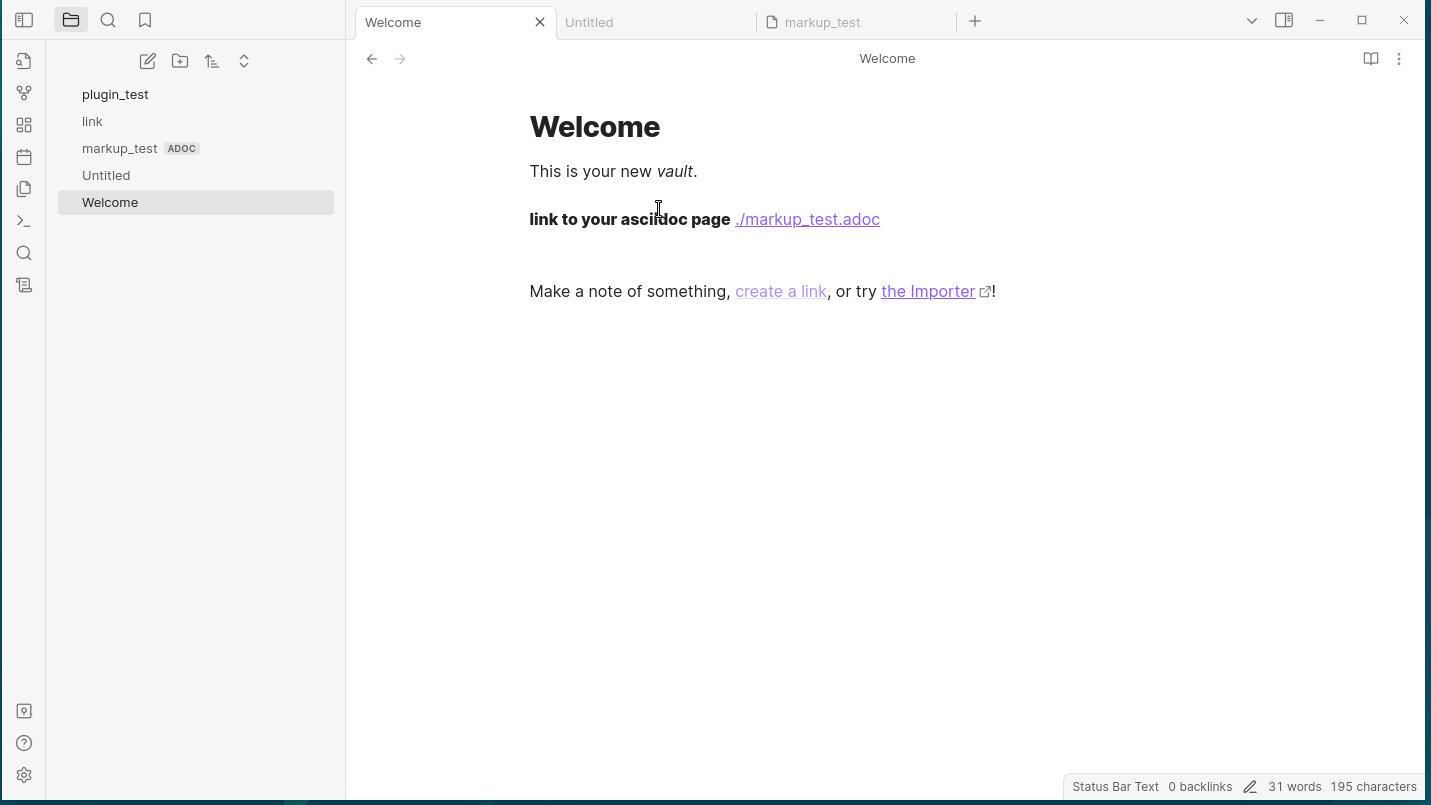 Welcome
Untitled
markup_test
Welcome
plugin_test
link
markup_test ADOC
Untitled
Welcome
Welcome
This is your new vault.
link to your asciidoc page ./markup_test.adoc
Make a note of something, create a link, or try the Importer!
Status Bar Text 0 backlinks 31 words 195 characters